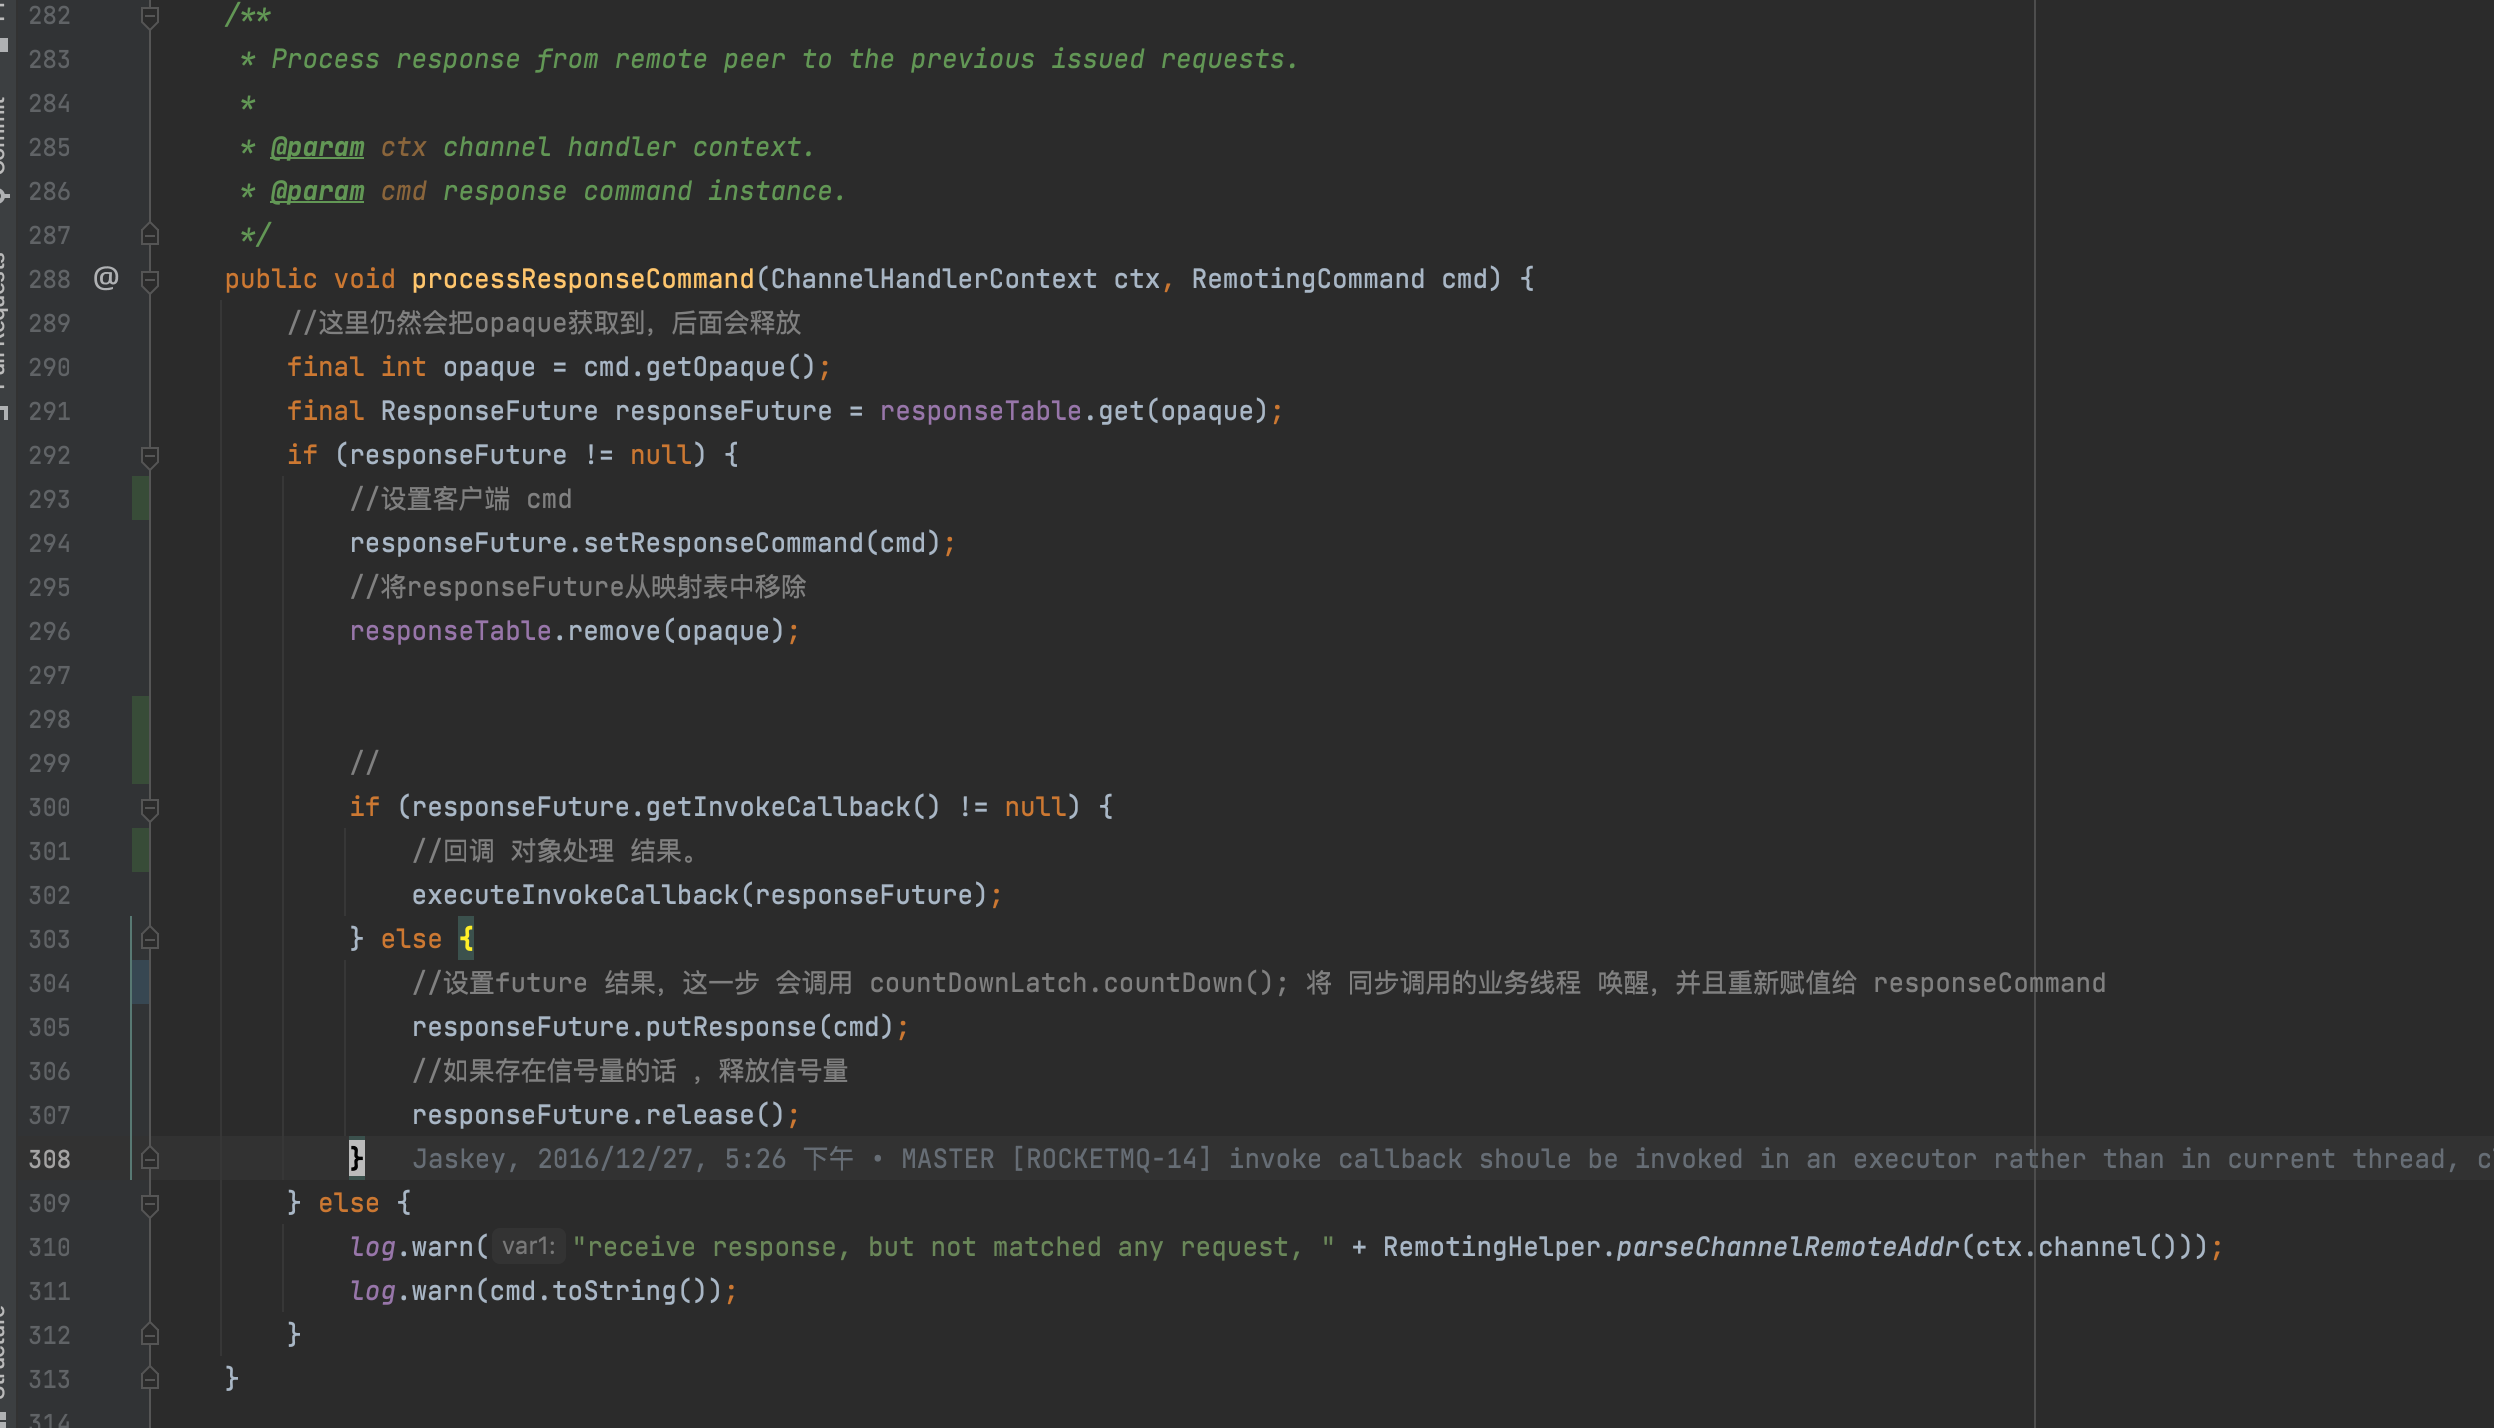 282 /**
283 * Process response from remote peer to the previous issued requests.
284 *
285 * @param ctx channel handler context.
286 * @param cmd response command instance.
287 */
288 @ public void processResponseCommand(ChannelHandlerContext ctx, RemotingCommand cmd) {
289 //这里仍然会把opaque获取到，后面会释放
290 final int opaque = cmd.getOpaque();
291 final ResponseFuture responseFuture = responseTable.get(opaque);
292 if (responseFuture != null) {
293 //设置客户端 cmd
294 responseFuture.setResponseCommand(cmd);
295 //将responseFuture从映射表中移除
296 responseTable.remove(opaque);
297
298
299 //
300 if (responseFuture.getInvokeCallback() != null) {
301 //回调 对象处理 结果。
302 executeInvokeCallback(responseFuture);
303 } else {
304 //设置future 结果，这一步 会调用 countDownLatch.countDown(); 将 同步调用的业务线程 唤醒，并且重新赋值给 responseCommand
305 responseFuture.putResponse(cmd);
306 //如果存在信号量的话 ，释放信号量
307 responseFuture.release();
308 } Jaskey, 2016/12/27, 5:26 下午 • MASTER [ROCKETMQ-14] invoke callback shoule be invoked in an executor rather than in current thread,
309 } else {
310 log.warn( var1: "receive response, but not matched any request, " + RemotingHelper.parseChannelRemoteAddr(ctx.channel()));
311 log.warn(cmd.toString());
312 }
313 }
314